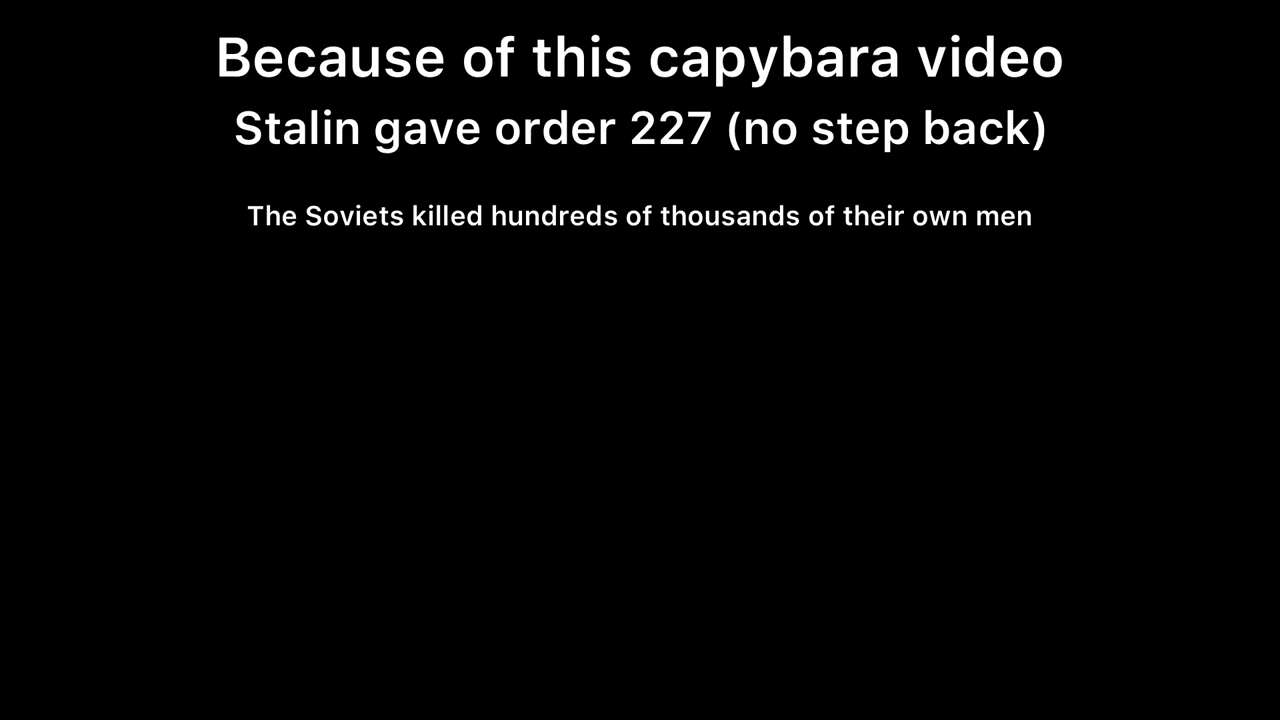 Because of this capybara video
Stalin gave order 227 (no step back)
The Soviets killed hundreds of thousands of their own men